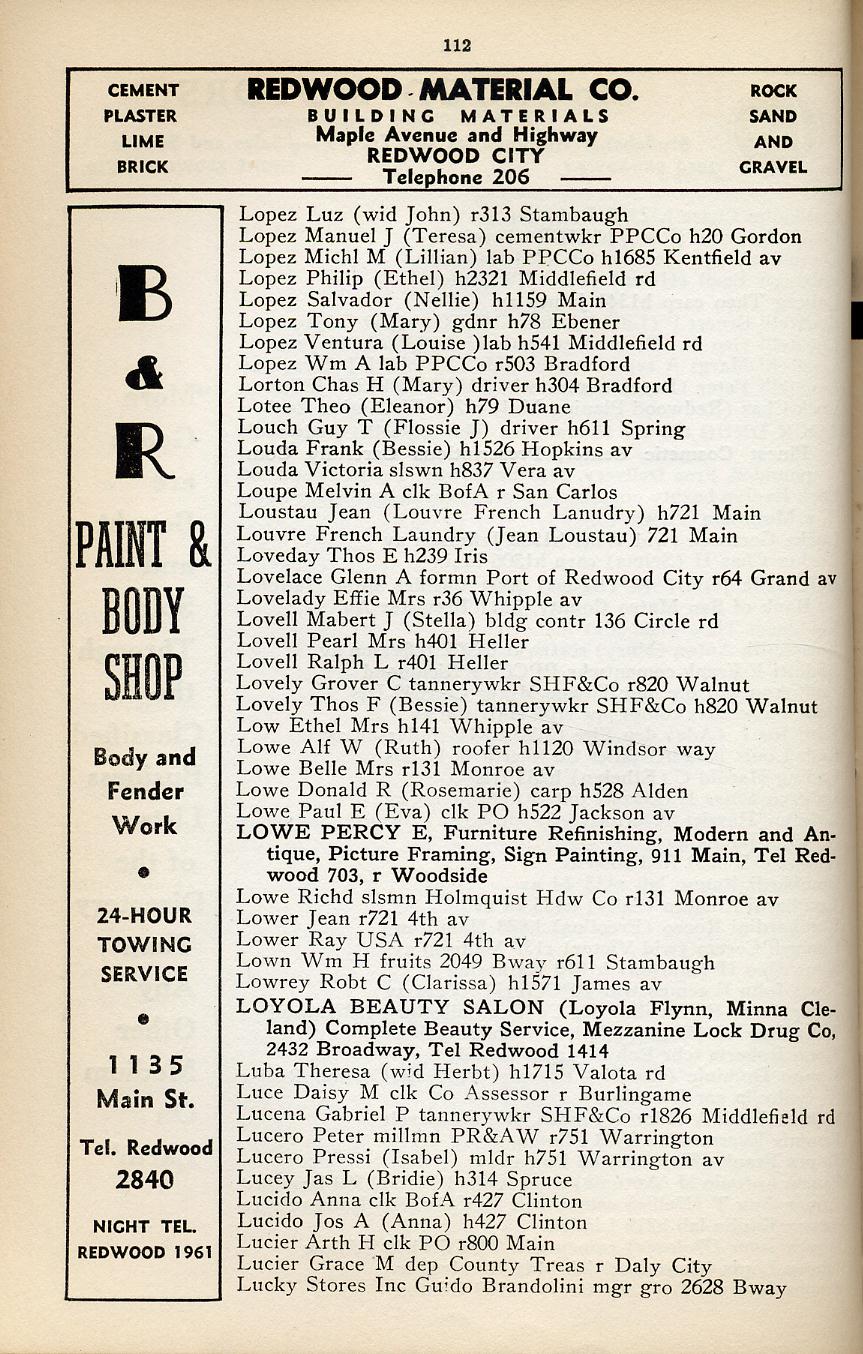 112
CEMENT
PLASTER
LIME
BRICK
REDWOOD MATERIAL CO.
BUILDING MATERIALS
Maple Avenue and Highway
REDWOOD CITY
Telephone 206
ROCK
SAND
AND
GRAVEL
B
&
R
PAINT &
BODY
SHOP
Body and
Fender
Work
•
24-HOUR
TOWING
SERVICE
•
1135
Main St.
Tel. Redwood
2840
NIGHT TEL.
REDWOOD 1961
Lopez Luz (wid John) r313 Stambaugh
Lopez Manuel J (Teresa) cementwkr PPCCo h20 Gordon
Lopez Michl M (Lillian) lab PPCCo h1685 Kentfield av
Lopez Philip (Ethel) h2321 Middlefield rd
Lopez Salvador (Nellie) h1159 Main
Lopez Tony (Mary) gdnr h78 Ebener
Lopez Ventura (Louise )lab h541 Middlefield rd
Lopez Wm A lab PPCCo r503 Bradford
Lorton Chas H (Mary) driver h304 Bradford
Lotee Theo (Eleanor) h79 Duane
Louch Guy T (Flossie J) driver h611 Spring
Louda Frank (Bessie) h1526 Hopkins av
Louda Victoria slswn h837 Vera av
Loupe Melvin A clk BofA r San Carlos
Loustau Jean (Louvre French Lanudry) h721 Main
Louvre French Laundry (Jean Loustau) 721 Main
Loveday Thos E h239 Iris
Lovelace Glenn A formn Port of Redwood City r64 Grand av
Lovelady Effie Mrs r36 Whipple av
Lovell Mabert J (Stella) bldg contr 136 Circle rd
Lovell Pearl Mrs h401 Heller
Lovell Ralph L r401 Heller
Lovely Grover C tannerywkr SHF&Co r820 Walnut
Lovely Thos F (Bessie) tannerywkr SHF&Co h820 Walnut
Low Ethel Mrs h141 Whipple av
Lowe Alf W (Ruth) roofer h1120 Windsor way
Lowe Belle Mrs r131 Monroe av
Lowe Donald R (Rosemarie) carp h528 Alden
Lowe Paul E (Eva) clk PO h522 Jackson av
LOWE PERCY E, Furniture Refinishing, Modern and An-
tique, Picture Framing, Sign Painting, 911 Main, Tel Red-
wood 703, r Woodside
Lowe Richd slsmn Holmquist Hdw Co r131 Monroe av
Lower Jean r721 4th av
Lower Ray USA r721 4th av
Lown Wm H fruits 2049 Bway r611 Stambaugh
Lowrey Robt C (Clarissa) h1571 James av
LOYOLA BEAUTY SALON (Loyola Flynn, Minna Cle-
land) Complete Beauty Service, Mezzanine Lock Drug Co,
2432 Broadway, Tel Redwood 1414
Luba Theresa (wid Herbt) h1715 Valota rd
Luce Daisy M clk Co Assessor r Burlingame
Lucena Gabriel P tannerywkr SHF&Co r1826 Middlefield rd
Lucero Peter millmn PR&AW r751 Warrington
Lucero Pressi (Isabel) mldr h751 Warrington av
Lucey Jas L (Bridie) h314 Spruce
Lucido Anna clk BofA r427 Clinton
Lucido Jos A (Anna) h427 Clinton
Lucier Arth H clk PO r800 Main
Lucier Grace M dep County Treas r Daly City
Lucky Stores Inc Guido Brandolini mgr gro 2628 Bway